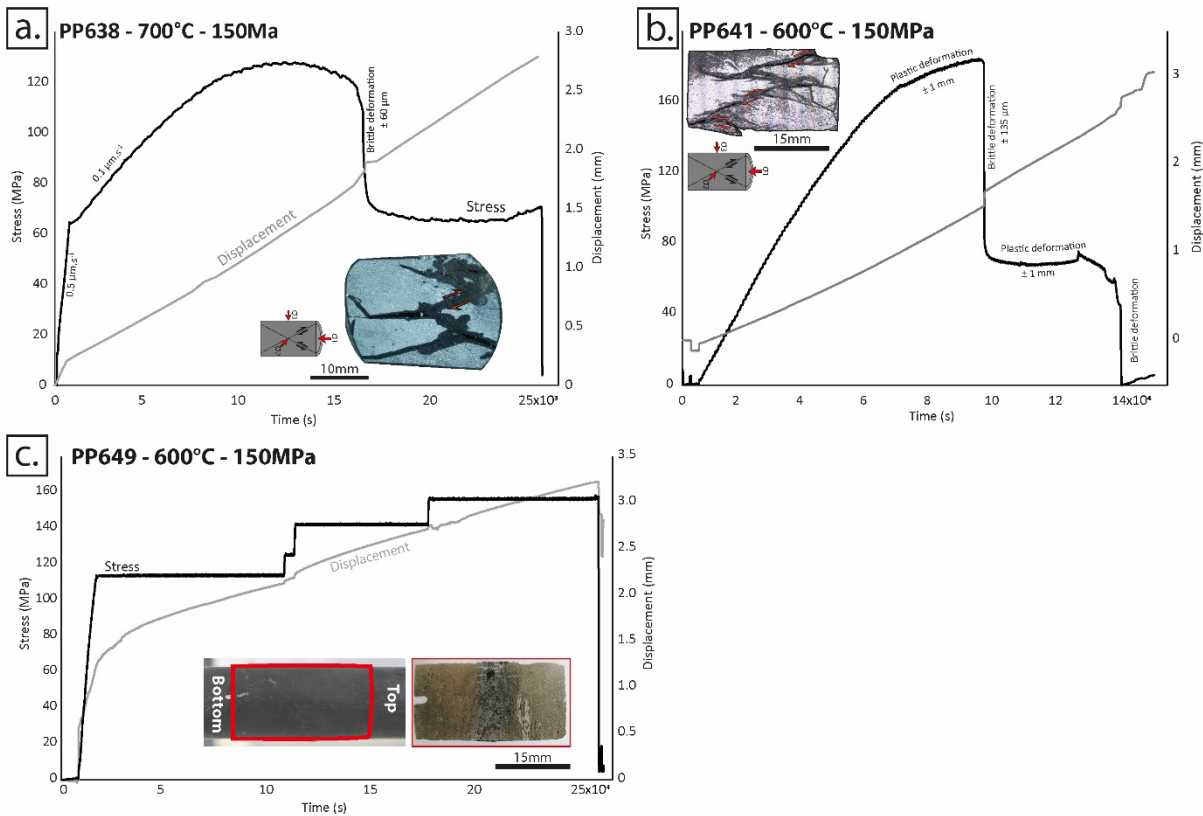 a.
PP638 - 700°C - 150Ma
Stress (MPa)
120
100
80
60
40
20
0
0.5 µm.s⁻¹
0.1 µm.s⁻¹
Brittle deformation
± 60 µm
Displacement
Stress
σ3
σ1
σ3
10mm
3.0
2.5
2.0
1.5
1.0
0.5
0
Displacement (mm)
0
5
10
15
20
Time (s)
b.
PP641 - 600°C - 150MPa
Stress (MPa)
160
120
80
40
0
15mm
σ3
σ1
σ3
Plastic deformation
± 1 mm
Brittle deformation
± 135 µm
Plastic deformation
± 1 mm
Brittle deformation
3
2
1
0
Displacement (mm)
0
2
4
6
8
10
12
Time (s)
c.
PP649 - 600°C - 150MPa
Stress (MPa)
160
140
120
100
80
60
40
20
0
Stress
Displacement
Bottom
Top
15mm
3.5
3.0
2.5
2.0
1.5
1.0
0.5
0
Displacement (mm)
0
5
10
15
20
Time (s)